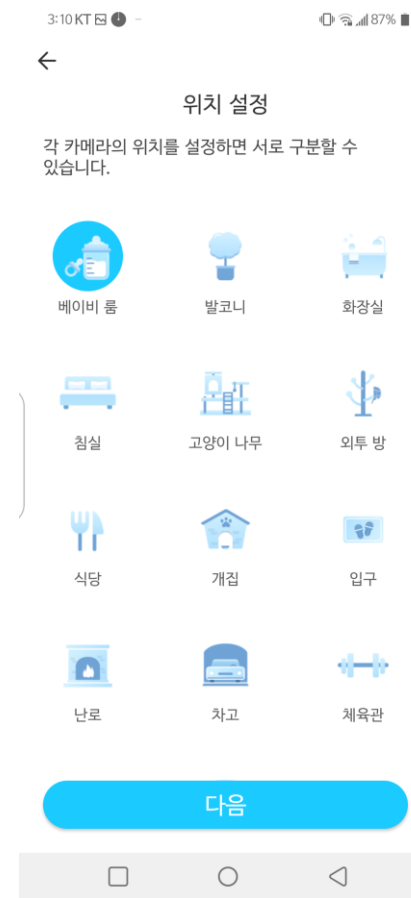 3:10 KT
87%
위치 설정
각 카메라의 위치를 설정하면 서로 구분할 수
있습니다.
베이비 룸
발코니
화장실
침실
고양이 나무
외투 방
식당
개집
입구
난로
차고
체육관
다음